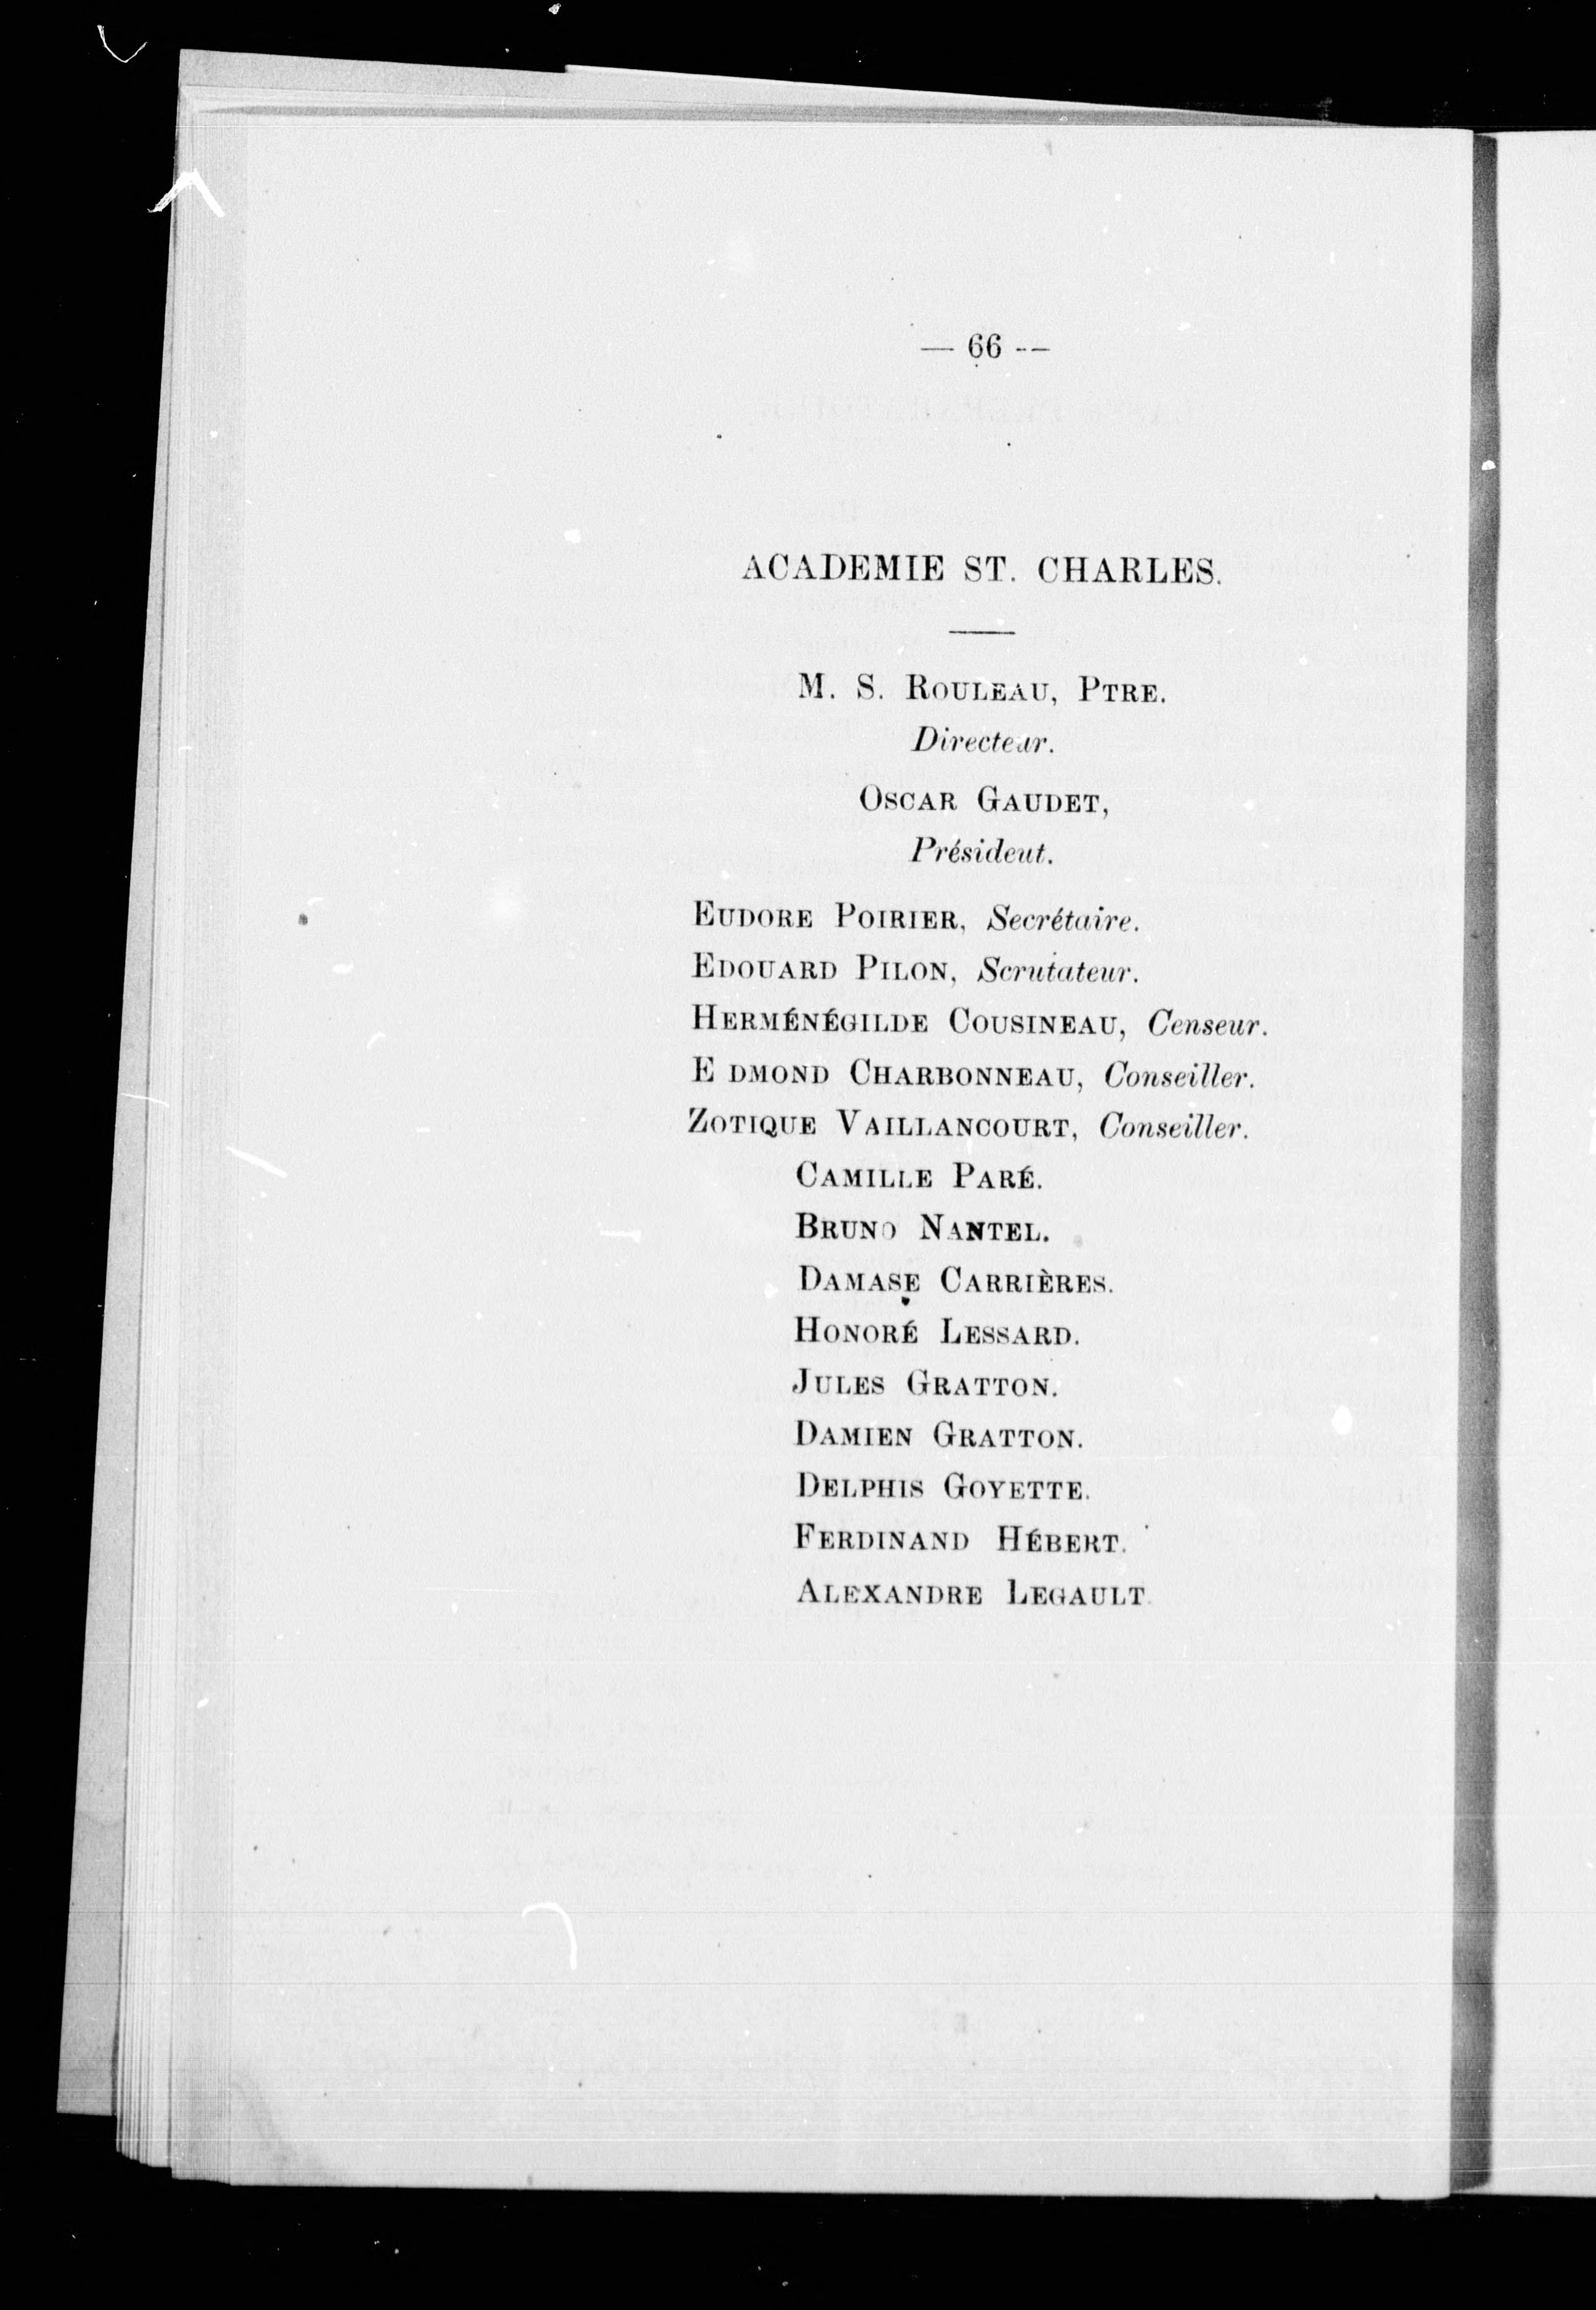 — 66 —
ACADEMIE ST. CHARLES.
M. S. ROULEAU, PTRE.
Directeur.
OSCAR GAUDET,
Présideut.
EUDORE POIRIER, Secrétaire.
EDOUARD PILON, Scrutateur.
HERMÉNÉGILDE COUSINEAU, Censeur.
E DMOND CHARBONNEAU, Conseiller.
ZOTIQUE VAILLANCOURT, Conseiller.
CAMILLE PARÉ.
BRUNO NANTEL.
DAMASE CARRIÈRES.
HONORÉ LESSARD.
JULES GRATTON.
DAMIEN GRATTON.
DELPHIS GOYETTE.
FERDINAND HÉBERT.
ALEXANDRE LEGAULT.